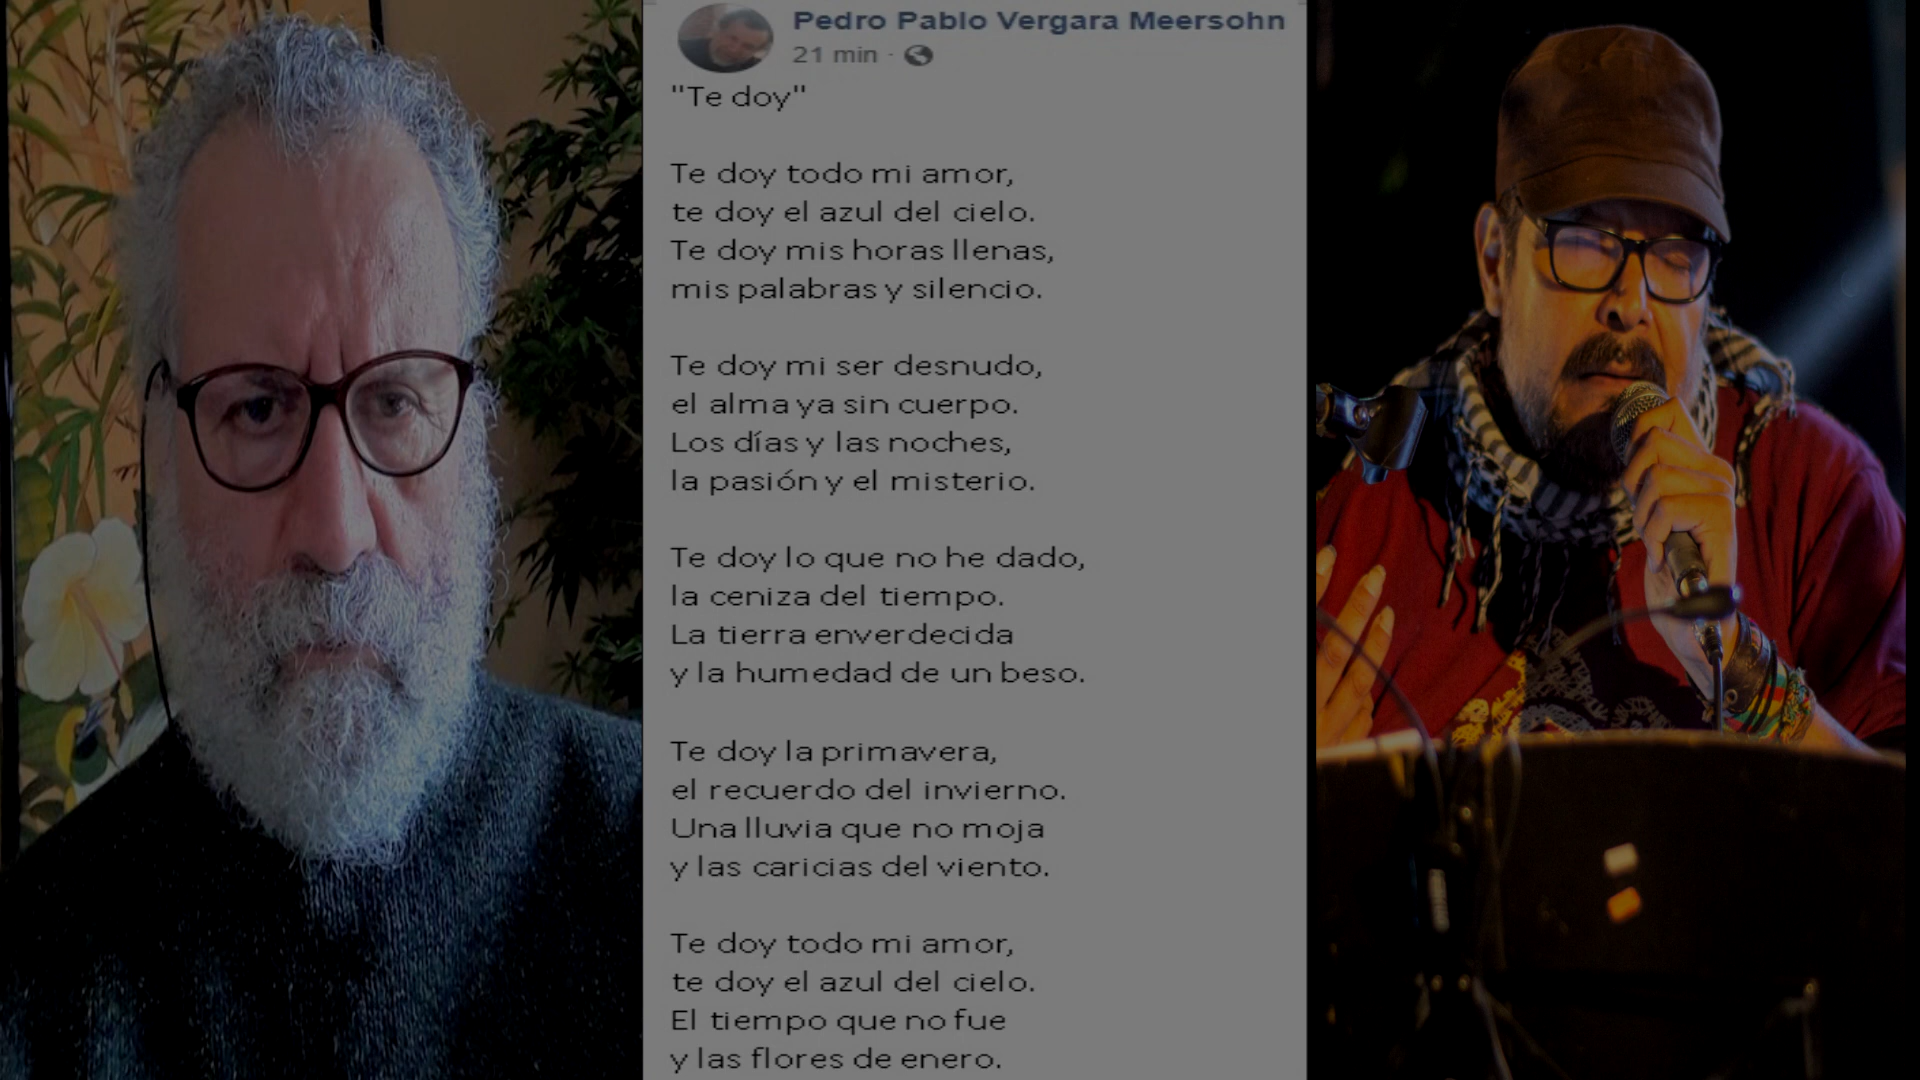 Pedro Pablo Vergara Meersohn
21 min ·
"Te doy"
Te doy todo mi amor,
te doy el azul del cielo.
Te doy mis horas llenas,
mis palabras y silencio.
Te doy mi ser desnudo,
el alma ya sin cuerpo.
Los días y las noches,
la pasión y el misterio.
Te doy lo que no he dado,
la ceniza del tiempo.
La tierra enverdecida
y la humedad de un beso.
Te doy la primavera,
el recuerdo del invierno.
Una lluvia que no moja
y las caricias del viento.
Te doy todo mi amor,
te doy el azul del cielo.
El tiempo que no fue
y las flores de enero.